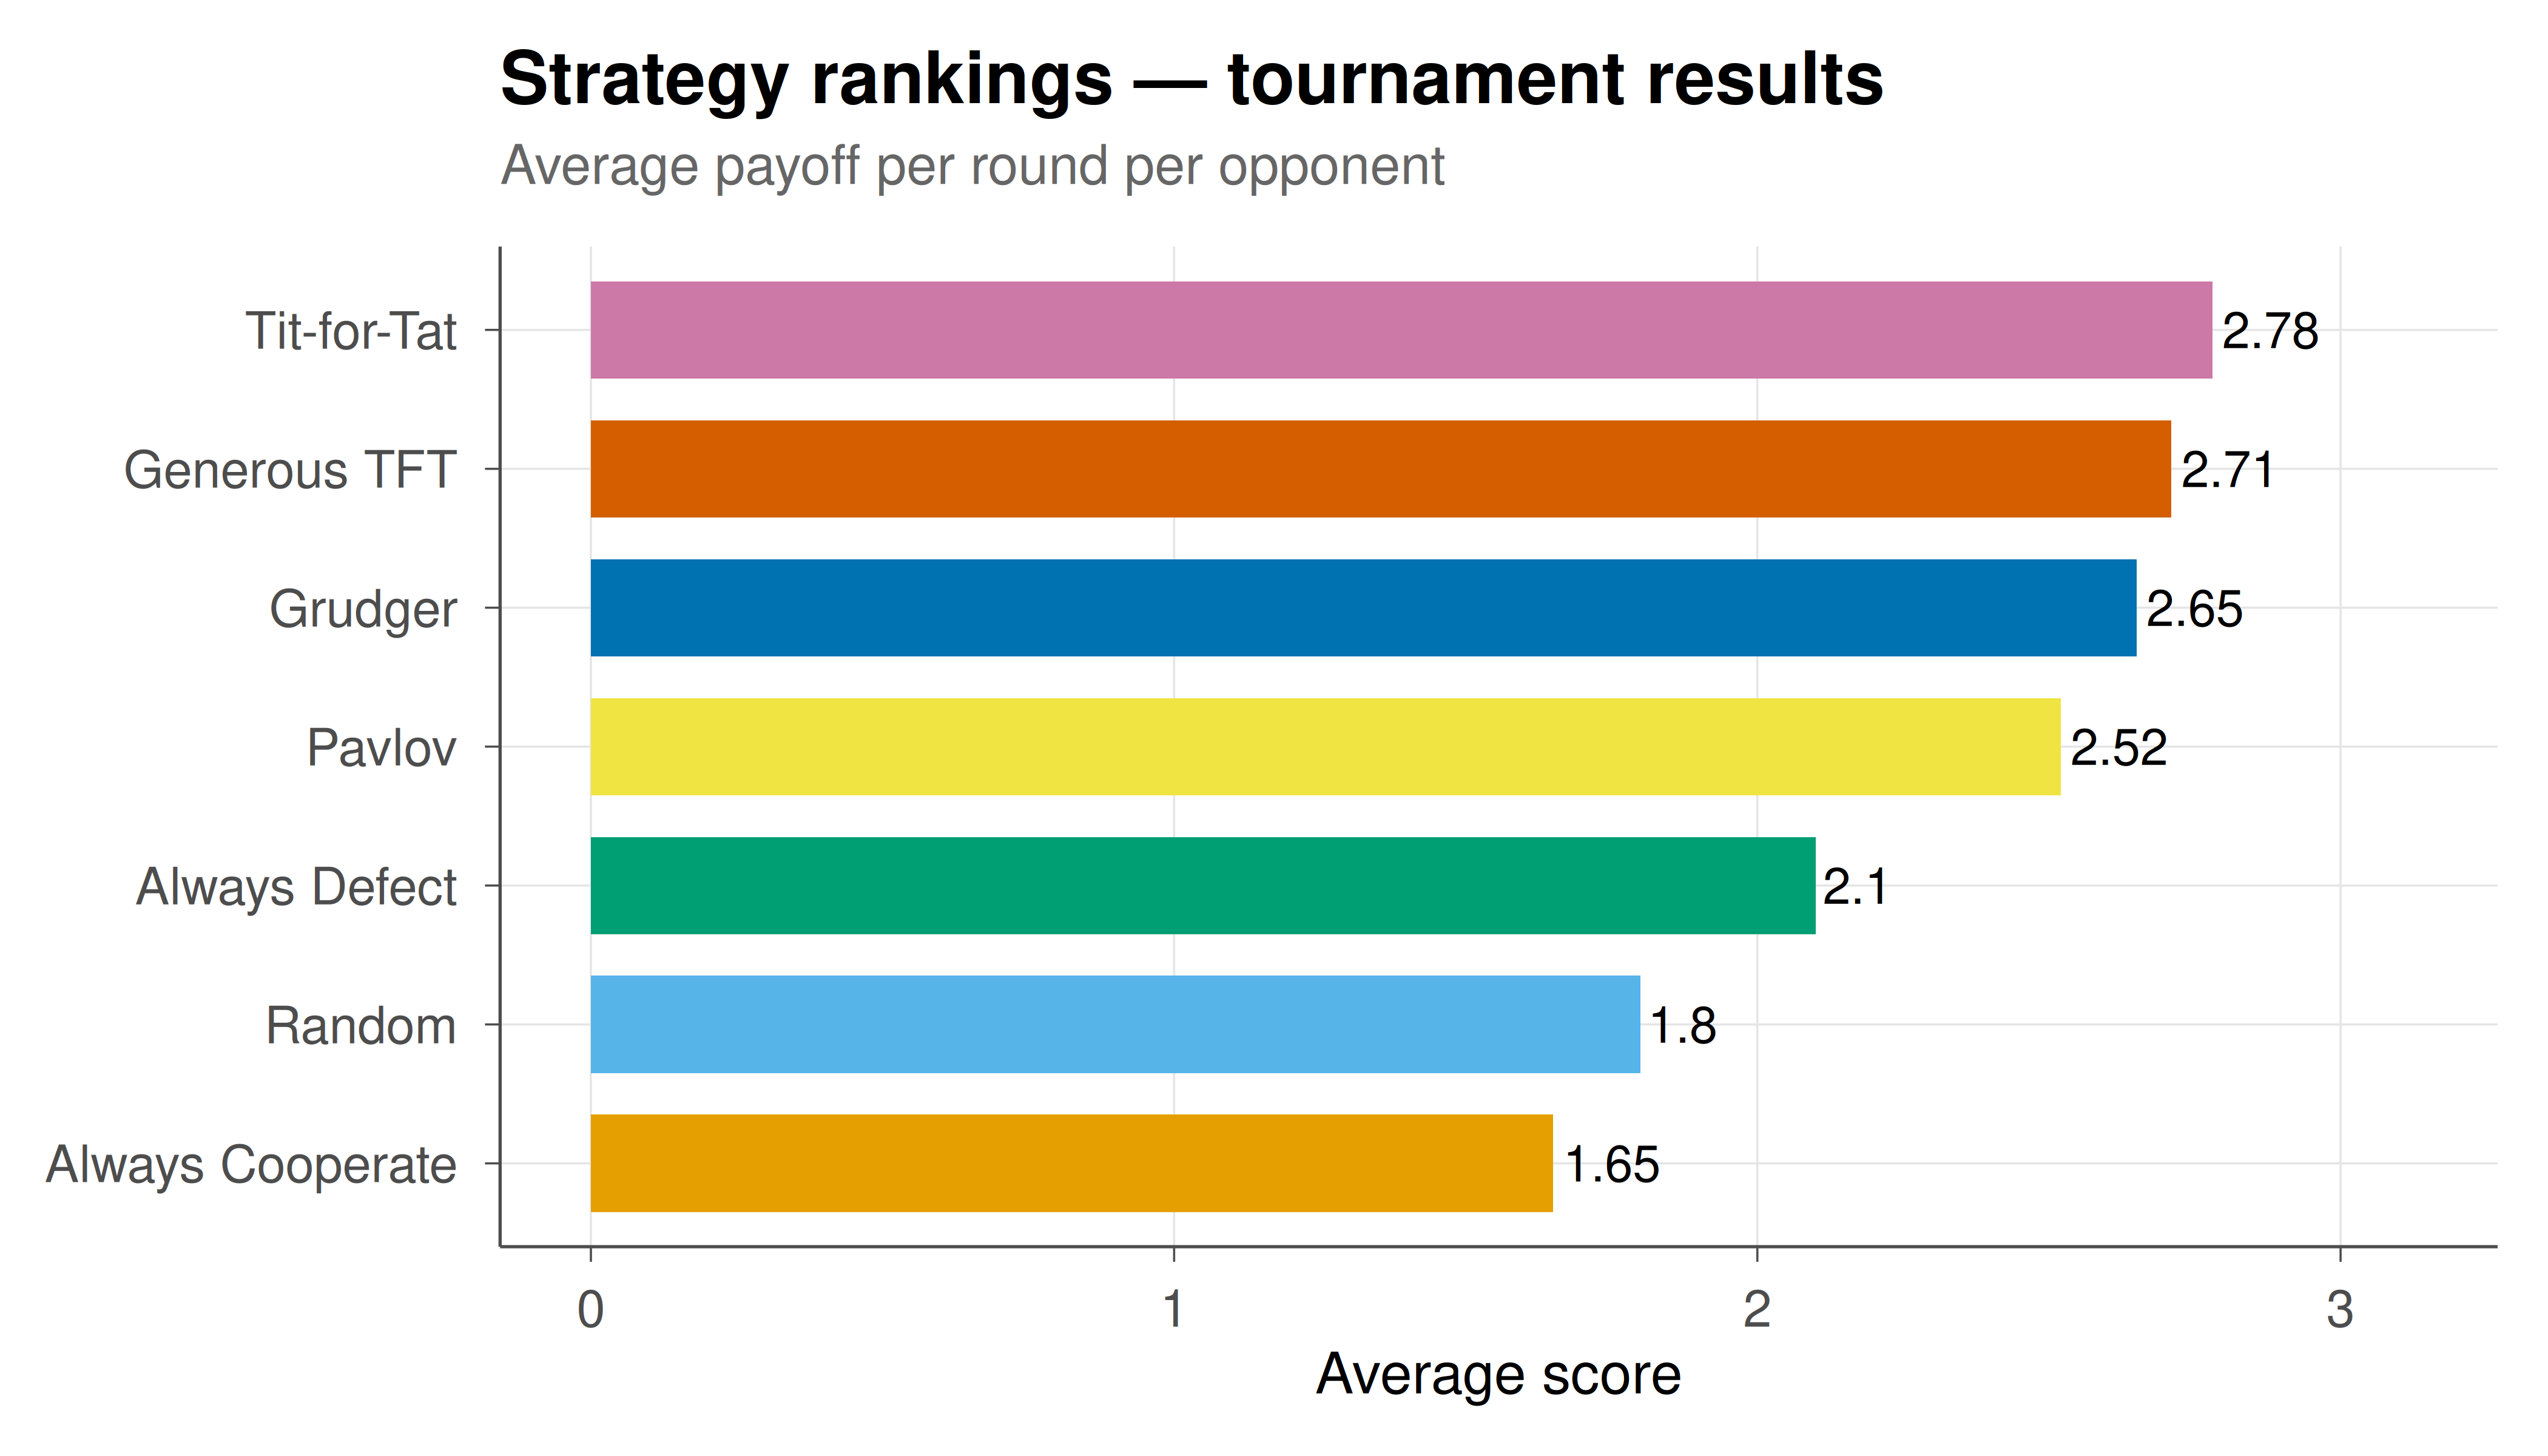 Strategy rankings — tournament results
Average payoff per round per opponent
Tit-for-Tat 2.78
Generous TFT 2.71
Grudger 2.65
Pavlov 2.52
Always Defect 2.1
Random 1.8
Always Cooperate 1.65
0 1 2 3
Average score